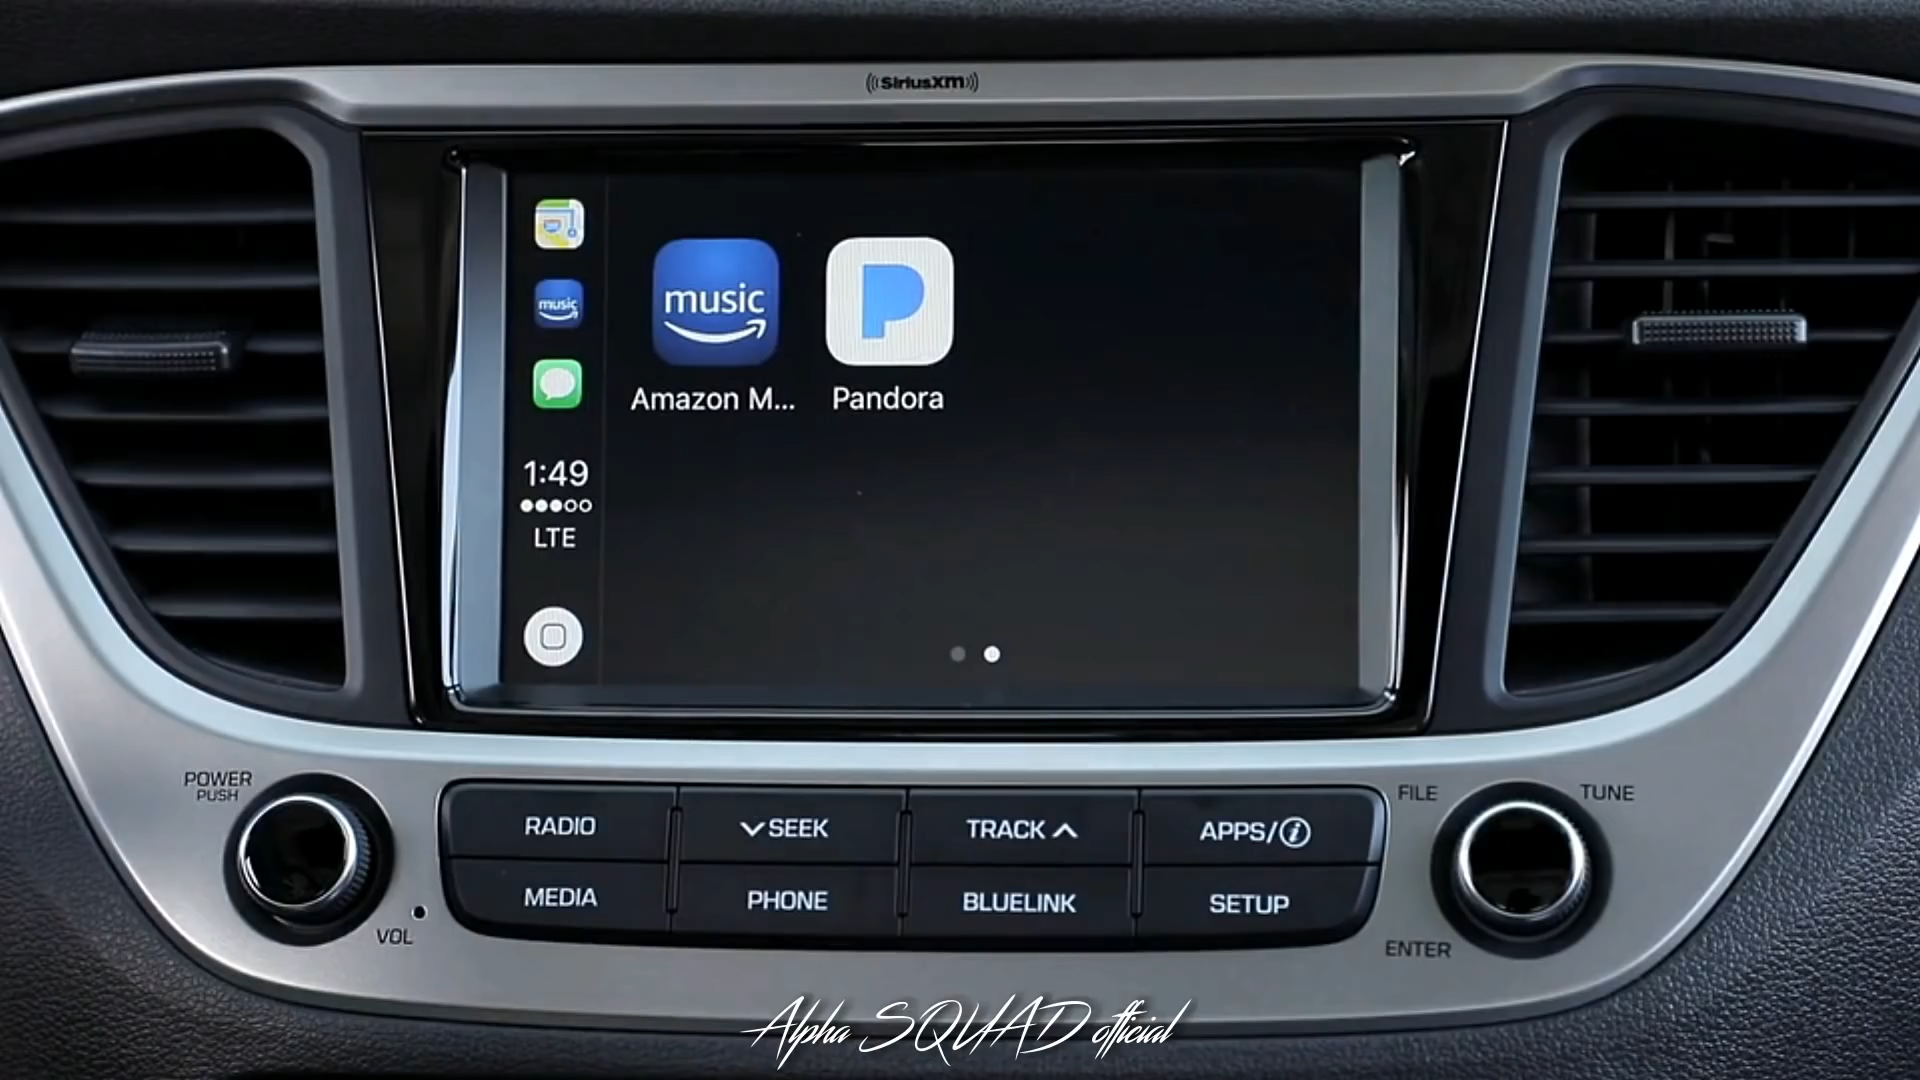 SiriusXM
music
music
Amazon M...
Pandora
1:49
LTE
POWER
PUSH
VOL
RADIO
SEEK
TRACK
APPS/i
MEDIA
PHONE
BLUELINK
SETUP
FILE
TUNE
ENTER
Alpha SQUAD official